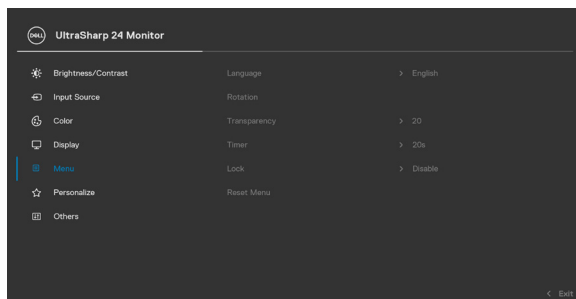 DELL UltraSharp 24 Monitor
Brightness/Contrast Language > English
Input Source Rotation
Color Transparency > 20
Display Timer > 20s
Menu Lock > Disable
Personalize Reset Menu
Others
< Exit